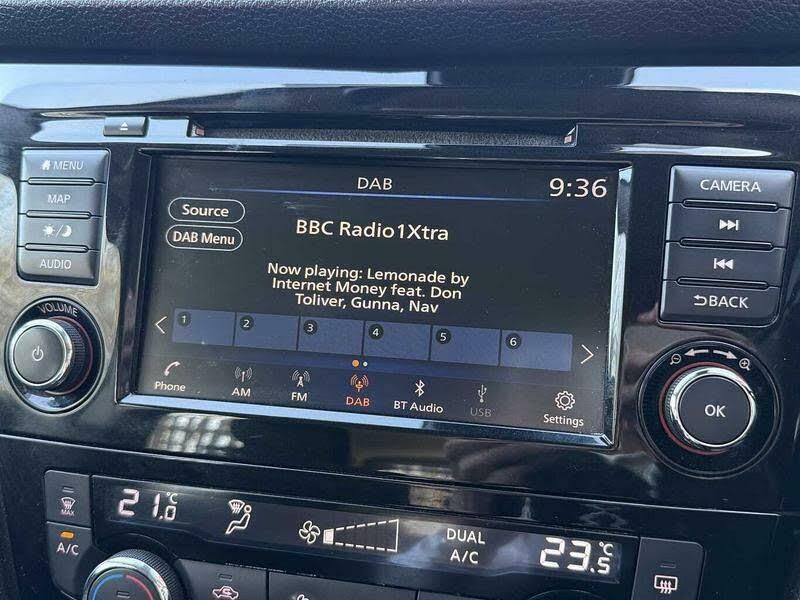 MENU
MAP
AUDIO
VOLUME
DAB
9:36
Source
DAB Menu
BBC Radio1Xtra
Now playing: Lemonade by
Internet Money feat. Don
Toliver, Gunna, Nav
1 2 3 4 5 6
Phone
AM
FM
DAB
BT Audio
USB
Settings
CAMERA
BACK
OK
MAX
A/C
21.0°C
DUAL
A/C
23.5°C